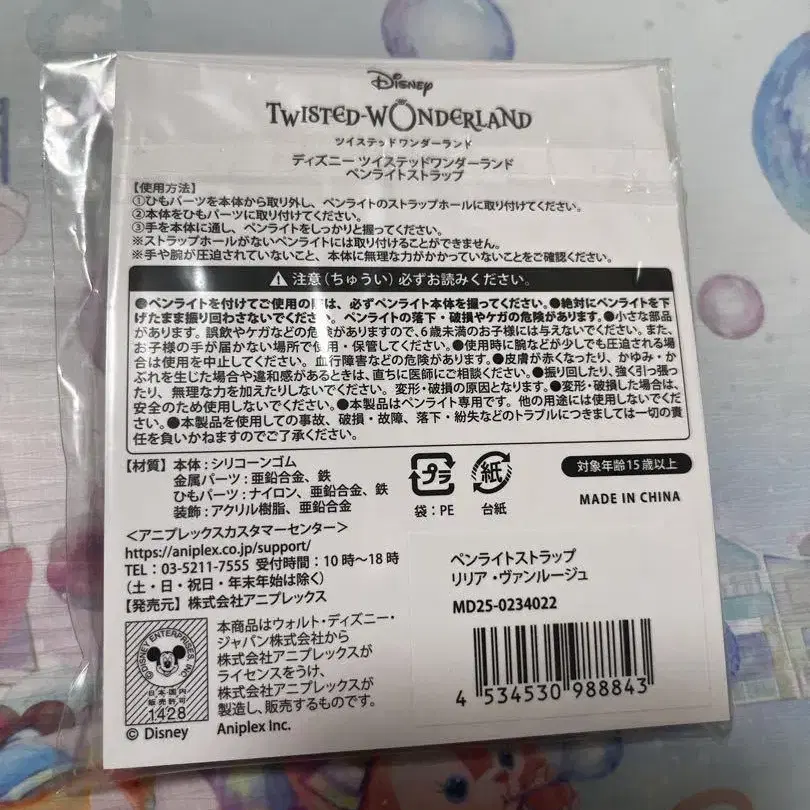 Disney
TWISTED-WONDERLAND
ツイステッドワンダーランド
ディズニー ツイステッドワンダーランド
ペンライトストラップ
【使用方法】
①ひもパーツを本体から取り外し、ペンライトのストラップホールに取り付けてください。
②本体をひもパーツに取り付けてください。
③手を本体に通し、ペンライトをしっかりと握ってください。
※ストラップホールがないペンライトには取り付けることができません。
※手や腕が圧迫されていないこと、本体に無理な力がかかっていないことをご確認ください。
注意(ちゅうい)必ずお読みください。
●ペンライトを付けてご使用の際は、必ずペンライト本体を握ってください。●絶対にペンライトを下
げたまま振り回わさないでください。ペンライトの落下・破損やケガの危険があります。●小さな部品
があります。誤飲やケガなどの危険がありますので、6歳未満のお子様には与えないでください。また、
お子様の手が届かない場所で使用・保管してください。●使用時に腕などが少しでも圧迫される場
合は使用を中止してください。血行障害などの危険があります。●皮膚が赤くなったり、かゆみ・か
ぶれを生じた場合や違和感があるときは、直ちに医師にご相談ください。●振り回したり、強く引っ張っ
たり、無理な力を加えたりしないでください。変形・破損の原因となります。●変形・破損した場合は、
安全のため使用しないでください。●本製品はペンライト専用です。他の用途には使用しないでくだ
さい。●本製品を使用しての事故、破損・故障、落下・紛失などのトラブルにつきましては一切の責
任を負いかねますのでご了承ください。
【材質】本体:シリコーンゴム
金属パーツ:亜鉛合金、鉄
ひもパーツ:ナイロン、亜鉛合金、鉄
装飾:アクリル樹脂、亜鉛合金
プラ
袋:PE
紙
台紙
対象年齢15歳以上
MADE IN CHINA
<アニプレックスカスタマーセンター>
https://aniplex.co.jp/support/
TEL:03-5211-7555 受付時間:10時〜18時
(土・日・祝日・年末年始は除く)
【発売元】株式会社アニプレックス
©DISNEY ENTERPRISES INC
日本国内
販売許可
1428
© Disney
本商品はウォルト・ディズニー・
ジャパン株式会社から
株式会社アニプレックスが
ライセンスをうけ、
株式会社アニプレックスが
製造し、販売するものです。
Aniplex Inc.
ペンライトストラップ
リリア・ヴァンルージュ
MD25-0234022
4 534530 988843